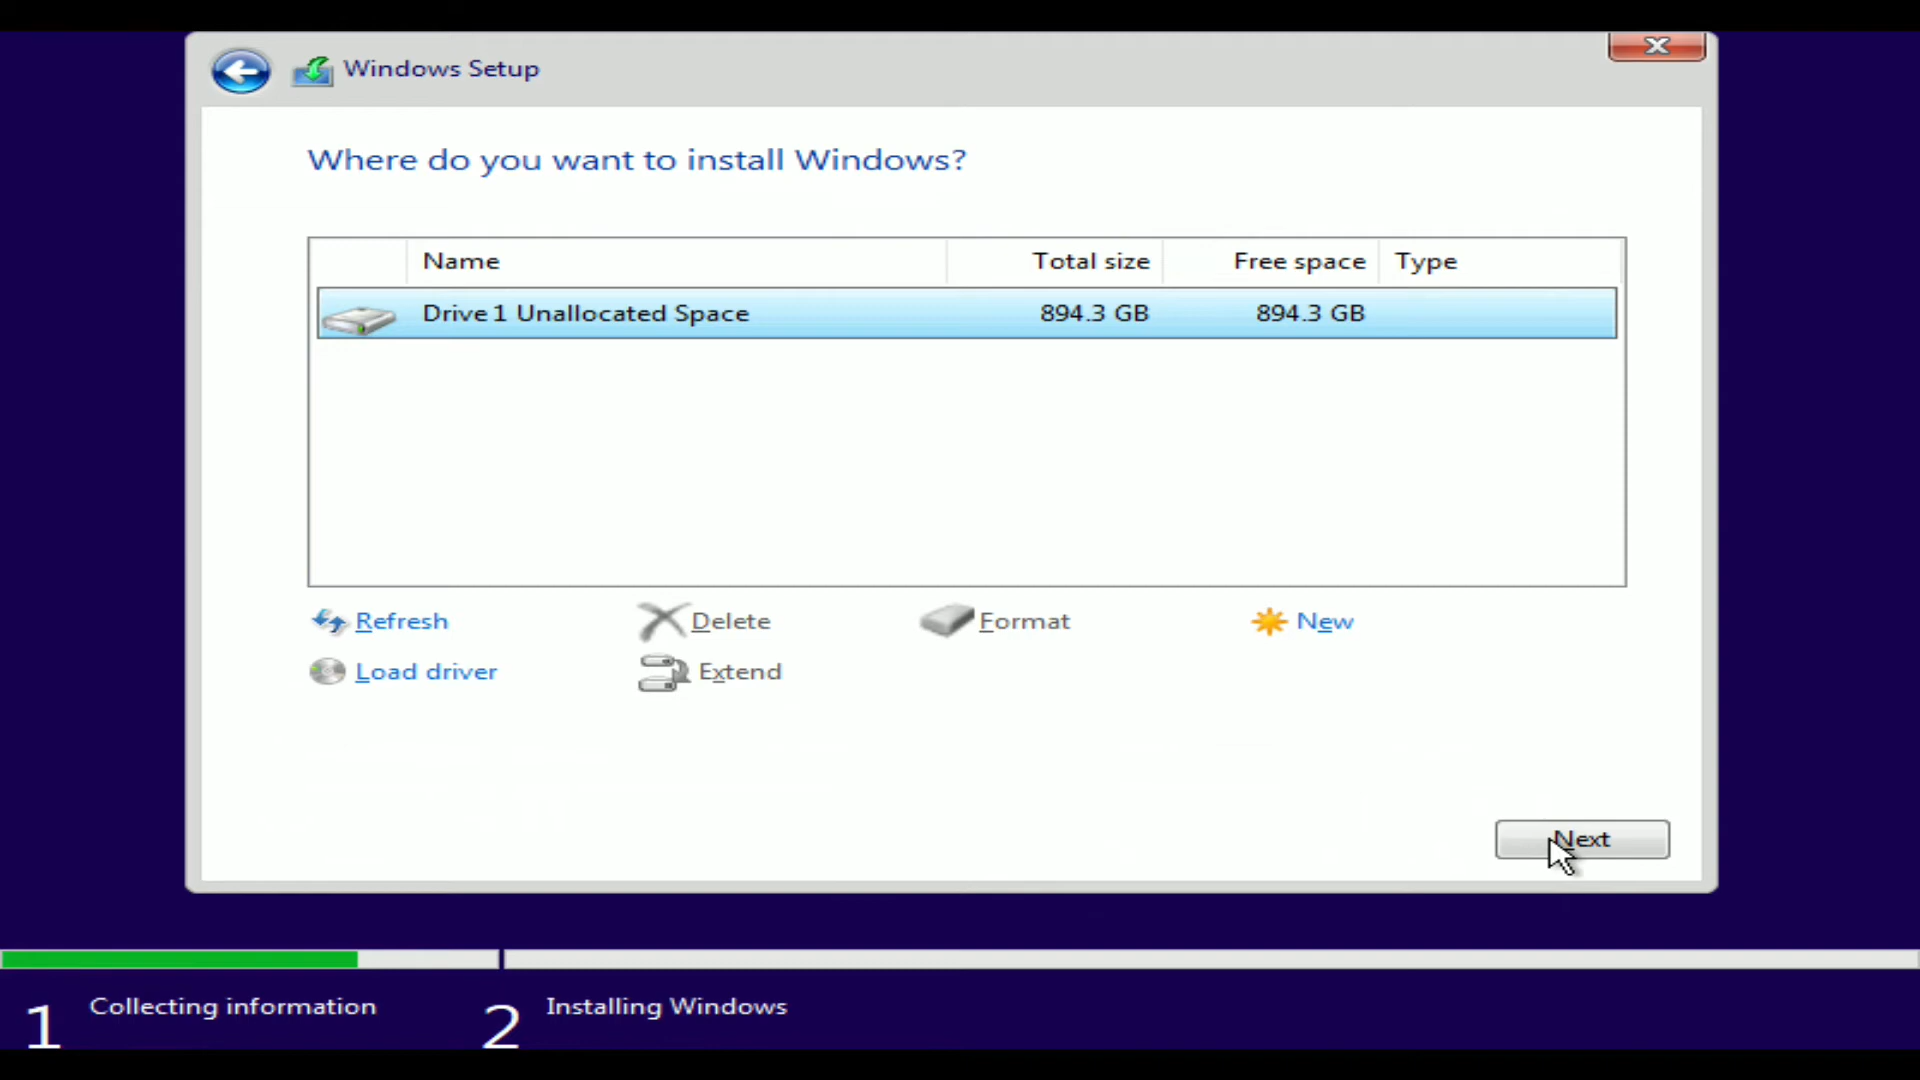 Windows Setup
Where do you want to install Windows?
Name Total size Free space Type
Drive 1 Unallocated Space 894.3 GB 894.3 GB
Refresh Delete Format New
Load driver Extend
Next
1 Collecting information 2 Installing Windows